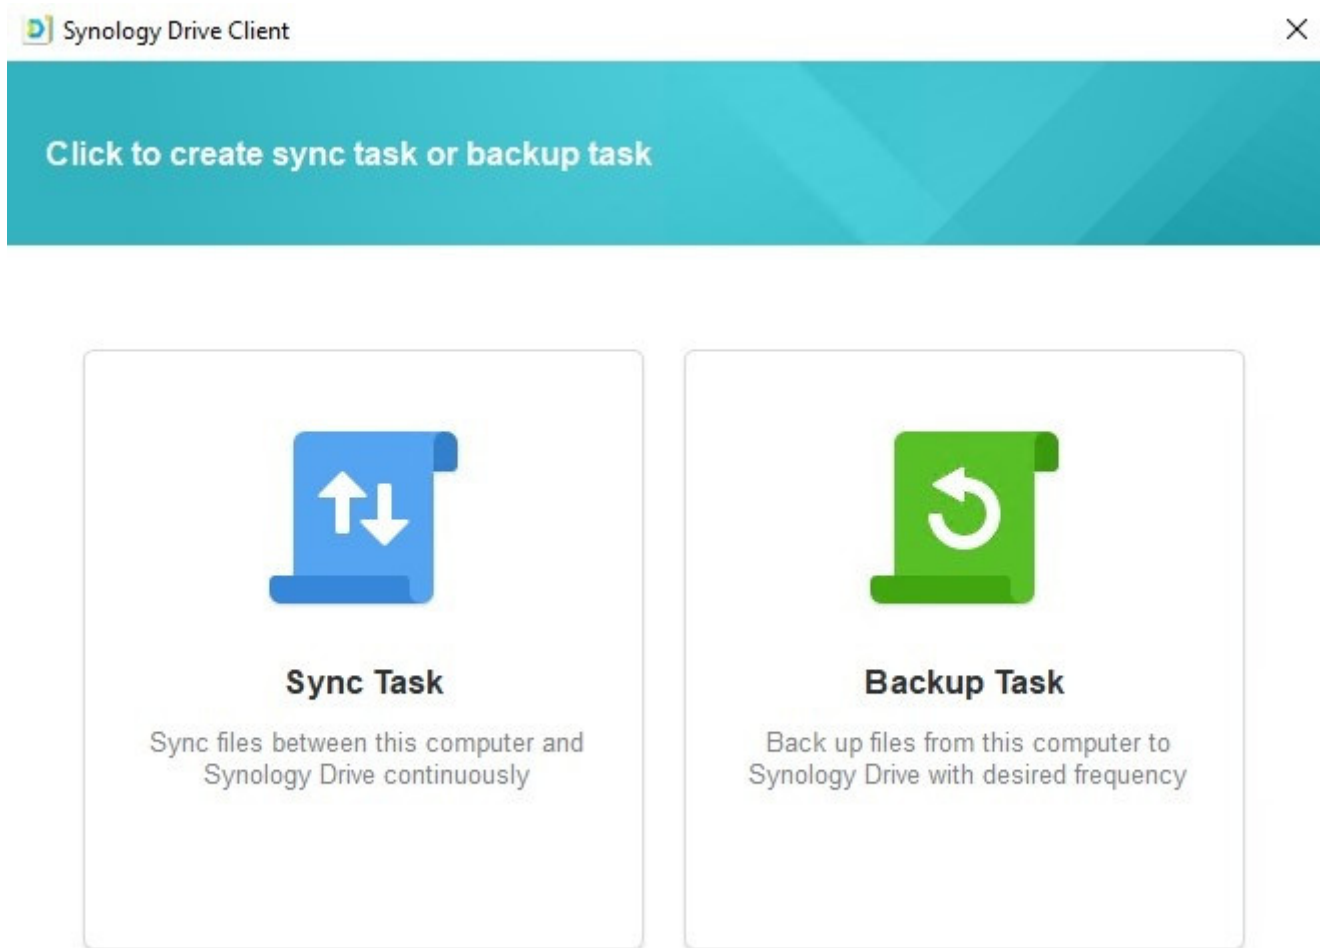 Synology Drive Client
Click to create sync task or backup task
Sync Task
Sync files between this computer and
Synology Drive continuously
Backup Task
Back up files from this computer to
Synology Drive with desired frequency